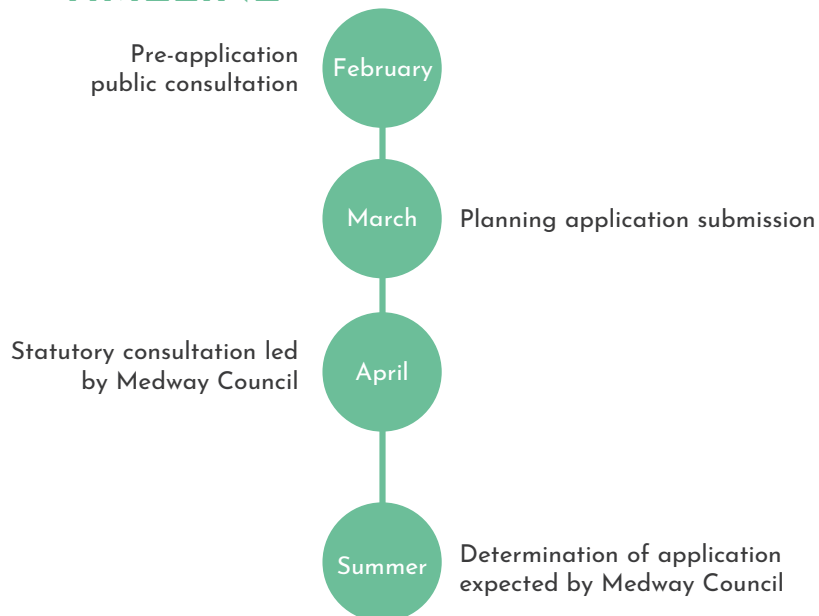 TIMELINE
Pre-application
public consultation
February
March
Planning application submission
Statutory consultation led
by Medway Council
April
Summer
Determination of application
expected by Medway Council